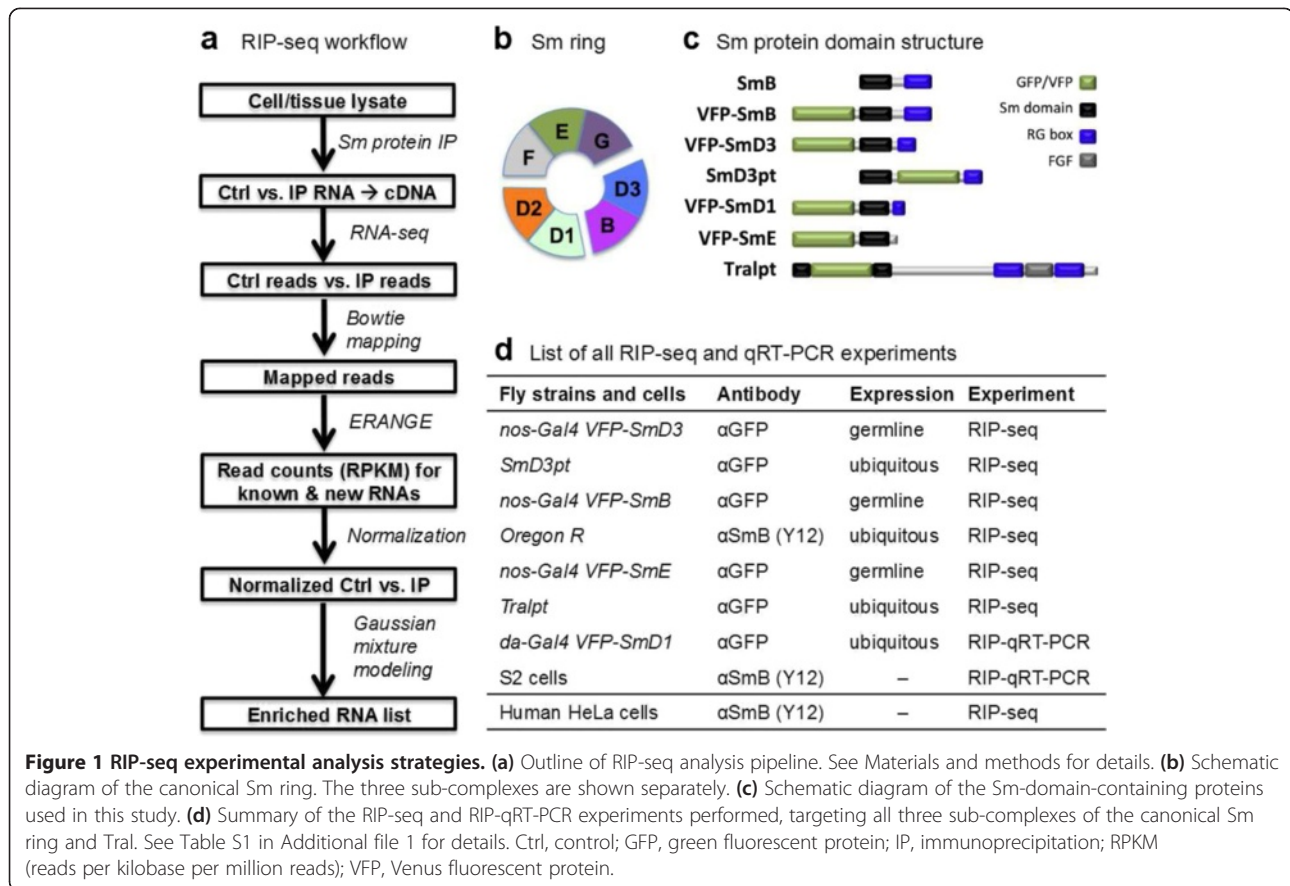 a RIP-seq workflow
Cell/tissue lysate
Sm protein IP
Ctrl vs. IP RNA → cDNA
RNA-seq
Ctrl reads vs. IP reads
Bowtie
mapping
Mapped reads
ERANGE
Read counts (RPKM) for
known & new RNAs
Normalization
Normalized Ctrl vs. IP
Gaussian
mixture
modeling
Enriched RNA list
b Sm ring
E
G
F
D3
D2
B
D1
c Sm protein domain structure
SmB
VFP-SmB
VFP-SmD3
SmD3pt
VFP-SmD1
VFP-SmE
Tralpt
GFP/VFP
Sm domain
RG box
FGF
d List of all RIP-seq and qRT-PCR experiments
Fly strains and cells Antibody Expression Experiment
nos-Gal4 VFP-SmD3 αGFP germline RIP-seq
SmD3pt αGFP ubiquitous RIP-seq
nos-Gal4 VFP-SmB αGFP germline RIP-seq
Oregon R αSmB (Y12) ubiquitous RIP-seq
nos-Gal4 VFP-SmE αGFP germline RIP-seq
Tralpt αGFP ubiquitous RIP-seq
da-Gal4 VFP-SmD1 αGFP ubiquitous RIP-qRT-PCR
S2 cells αSmB (Y12) – RIP-qRT-PCR
Human HeLa cells αSmB (Y12) – RIP-seq
Figure 1 RIP-seq experimental analysis strategies. (a) Outline of RIP-seq analysis pipeline. See Materials and methods for details. (b) Schematic
diagram of the canonical Sm ring. The three sub-complexes are shown separately. (c) Schematic diagram of the Sm-domain-containing proteins
used in this study. (d) Summary of the RIP-seq and RIP-qRT-PCR experiments performed, targeting all three sub-complexes of the canonical Sm
ring and Tral. See Table S1 in Additional file 1 for details. Ctrl, control; GFP, green fluorescent protein; IP, immunoprecipitation; RPKM
(reads per kilobase per million reads); VFP, Venus fluorescent protein.